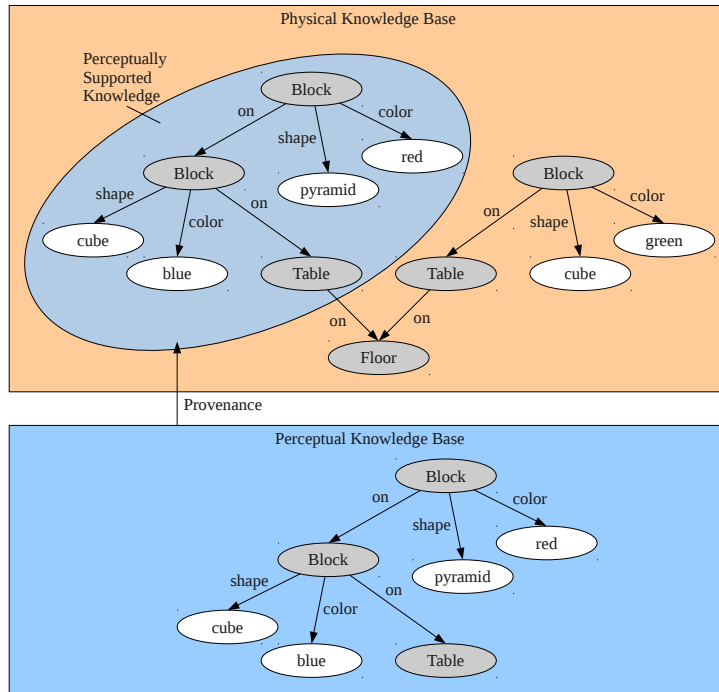 Physical Knowledge Base
Perceptually
Supported
Knowledge
Block
on
shape
color
red
pyramid
Block
shape
color
on
cube
blue
Table
Block
on
shape
color
green
cube
Table
on
on
Floor
Provenance
Perceptual Knowledge Base
Block
on
shape
color
red
pyramid
Block
shape
color
on
cube
blue
Table